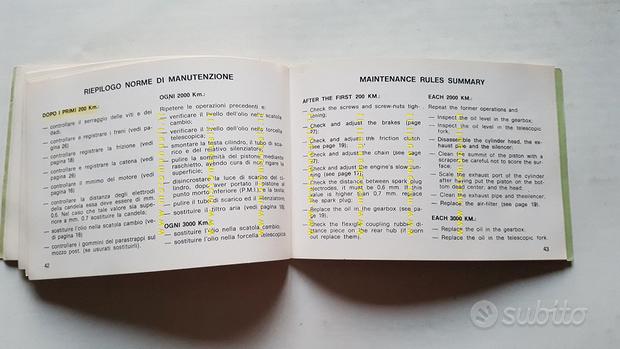 RIEPILOGO NORME DI MANUTENZIONE
DOPO I PRIMI 200 Km.:
— controllare il serraggio delle viti e dei
dadi.
— controllare a registrare i freni (vedi pa-
gina 26)
— controllare e registrare la frizione (vedi
pagina 18)
— controllare e registrare la catena (vedi
pagina 26)
— controllare il minimo del motore (vedi
pagina 16)
— controllare la distanza degli elettrodi
della candela essa deve essere di mm.
0,6. Nel caso che tale valore sia supe-
riore a mm. 0,7 sostituire la candela;
— sostituire l'olio nella scatola cambio (ve-
di pagina 18)
— controllare i gommini del parastrappi sul
mozzo post. (se usurati sostituirli).
42
OGNI 2000 Km.
Ripetere le operazioni precedenti e:
— verificare il livello dell'olio nella scatola
cambio;
— verificare il livello dell'olio nella forcella
telescopica;
— smontare la testa cilindro, il tubo di sca-
rico e del relativo silenziatore;
— pulire la sommità del pistone mediante
raschietto, avendo cura di non rigare la
superficie;
— disincrostare la luce di scarico del ci-
lindro, dopo aver portato il pistone al
punto morto inferiore (P.M.I.) e la testa;
— pulire il tubo di scarico ed il silenziatore
— sostituire il filtro aria (vedi pagina 19)
OGNI 3000 Km.
— sostituire l'olio nella scatola cambio
— sostituire l'olio nella forcella telescopica
MAINTENANCE RULES SUMMARY
AFTER THE FIRST 200 KM.:
— Check the screws and screw-nuts tigh-
tening.
— Check and adjust the brakes (page
27);
— Check and adjust the friction clutch
(see page 19);
— Check and adjust the chain (see page
27);
— Check and adjust the engine's slow run-
ning (see page 17);
— Check the distance between spark plug
electrodes, it must be 0,6 mm. If this
value is higher than 0,7 mm. replace
the spark plug;
— Replace the oil in the gearbox (see pa-
ge 19).
— Check the flexible coupling rubber di-
stance piece on the rear hub (if worn
out replace them).
EACH 2000 KM.:
Repeat the former operations and:
— Inspect the oil level in the gearbox;
— Inspect the oil level in the telescopic
fork.
— Disassemble the cylinder head, the ex-
haust pipe and the silencer;
— Clean the summit of the piston with a
scraper, be careful not to score the sur-
face;
— Scale the exhaust port of the cylinder
after having put the piston on the bot-
tom dead center, and the head;
— Clean the exhaust pipe and the silencer;
— Replace the air-filter (see page 19).
EACH 3000 KM.:
— Replace the oil in the gearbox.
— Replace the oil in the telescopic fork.
43
subito